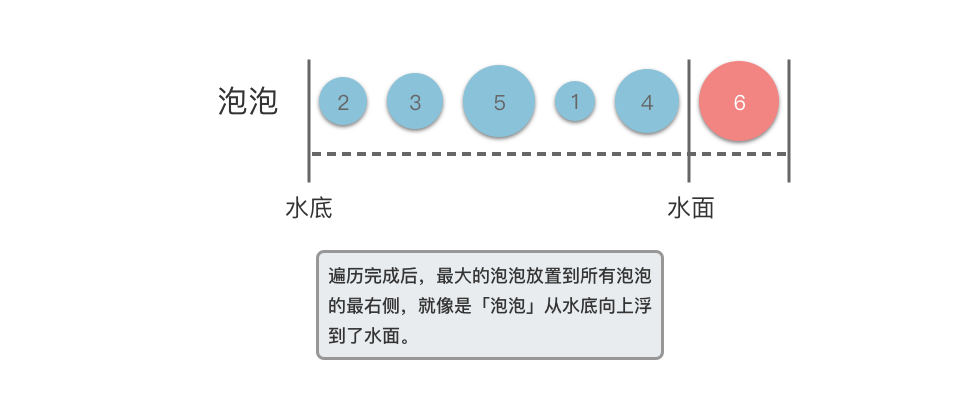 泡泡 2 3 5 1 4 6
水底 水面
遍历完成后，最大的泡泡放置到所有泡泡
的最右侧，就像是「泡泡」从水底向上浮
到了水面。